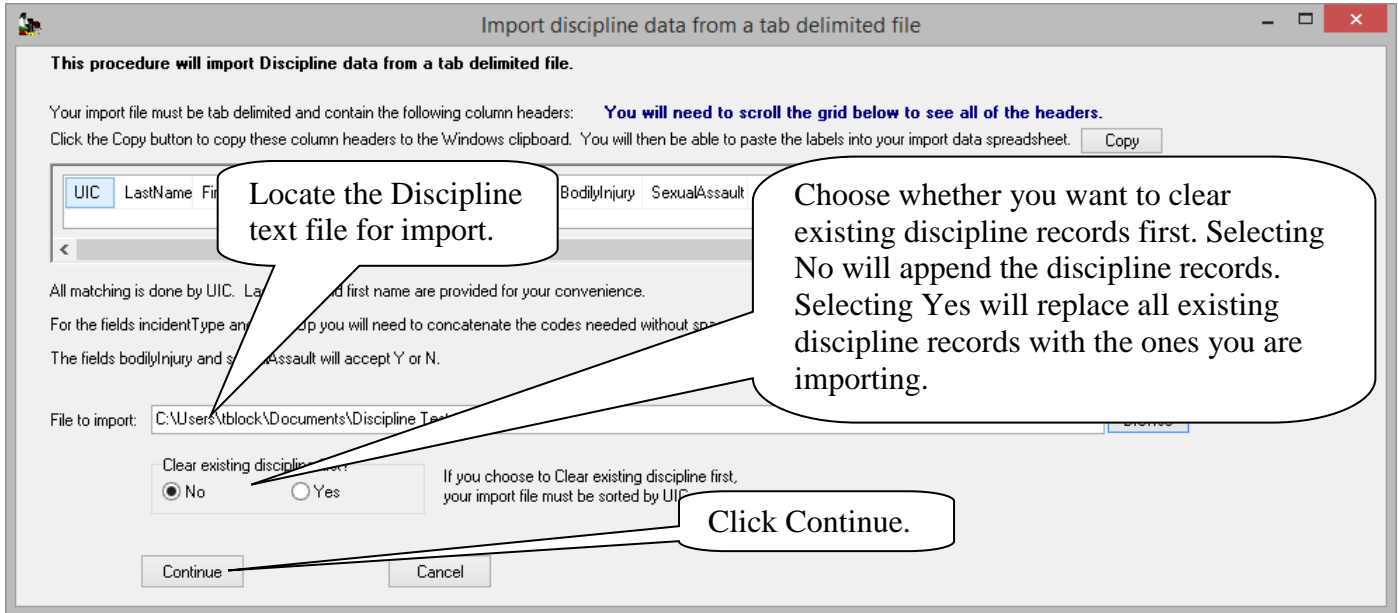 Import discipline data from a tab delimited file
This procedure will import Discipline data from a tab delimited file.
Your import file must be tab delimited and contain the following column headers: You will need to scroll the grid below to see all of the headers.
Click the Copy button to copy these column headers to the Windows clipboard. You will then be able to paste the labels into your import data spreadsheet. Copy
UIC LastName BodilyInjury SexualAssault
Locate the Discipline
text file for import.
Choose whether you want to clear
existing discipline records first. Selecting
No will append the discipline records.
Selecting Yes will replace all existing
discipline records with the ones you are
importing.
All matching is done by UIC. first name are provided for your convenience.
For the fields incidentType you will need to concatenate the codes needed without
The fields bodilyInjury and will accept Y or N.
File to import: C:\Users\tblock\Documents\Discipline
Clear existing
No Yes
If you choose to Clear existing discipline first,
your import file must be sorted by UIC
Click Continue.
Continue Cancel